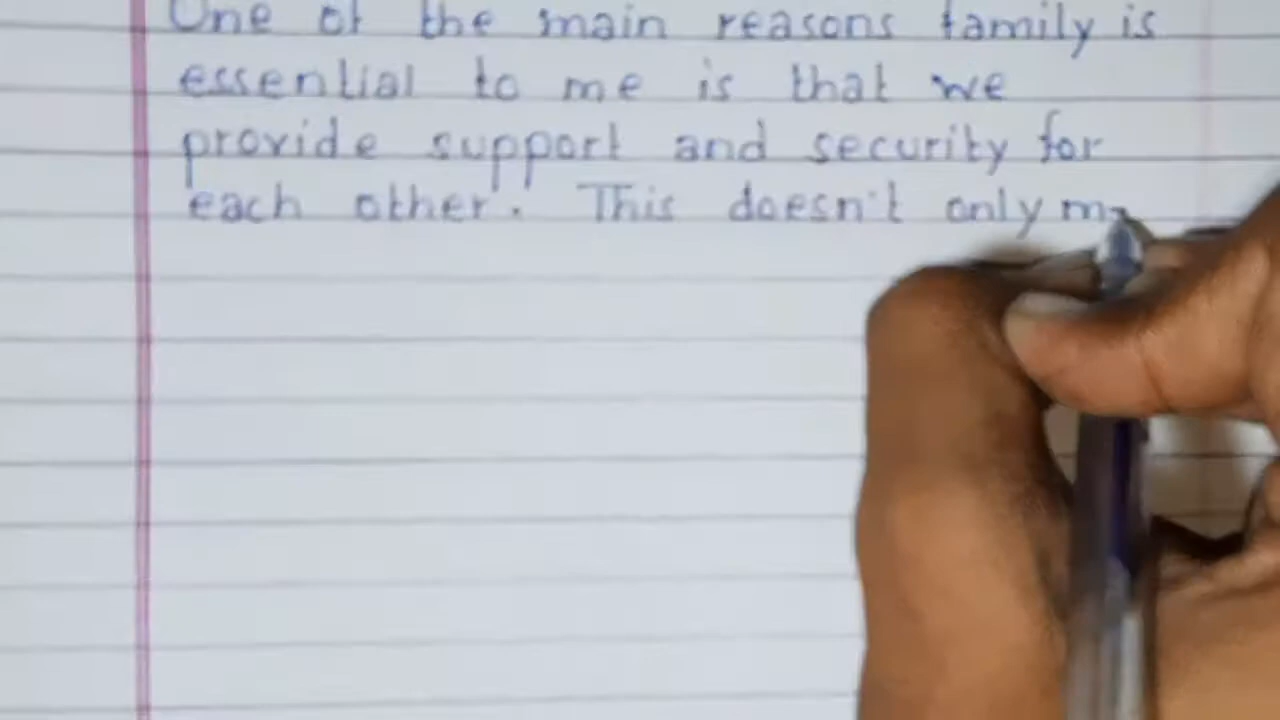 One of the main reasons family is
essential to me is that we
provide support and security for
each other. This doesn't only